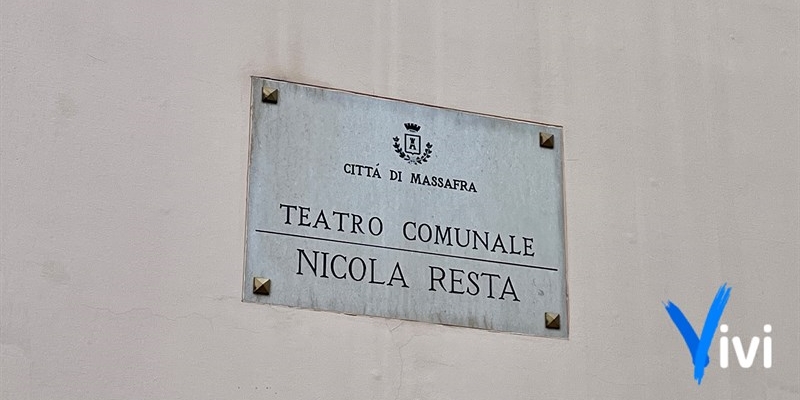 CITTÁ DI MASSAFRA
TEATRO COMUNALE
NICOLA RESTA
Vivi